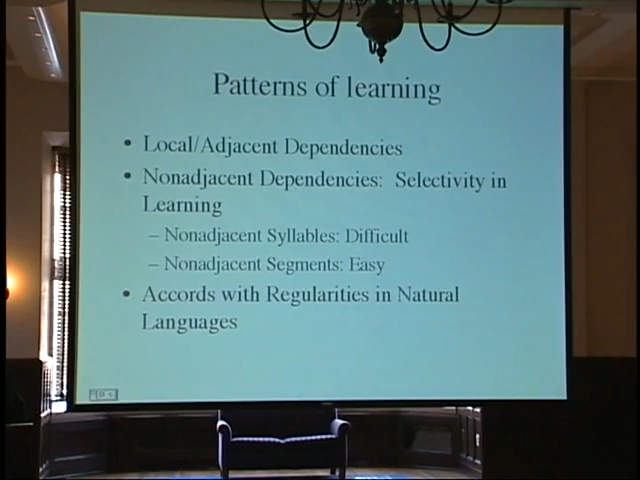 Patterns of learning
• Local/Adjacent Dependencies
• Nonadjacent Dependencies: Selectivity in
Learning
– Nonadjacent Syllables: Difficult
– Nonadjacent Segments: Easy
• Accords with Regularities in Natural
Languages